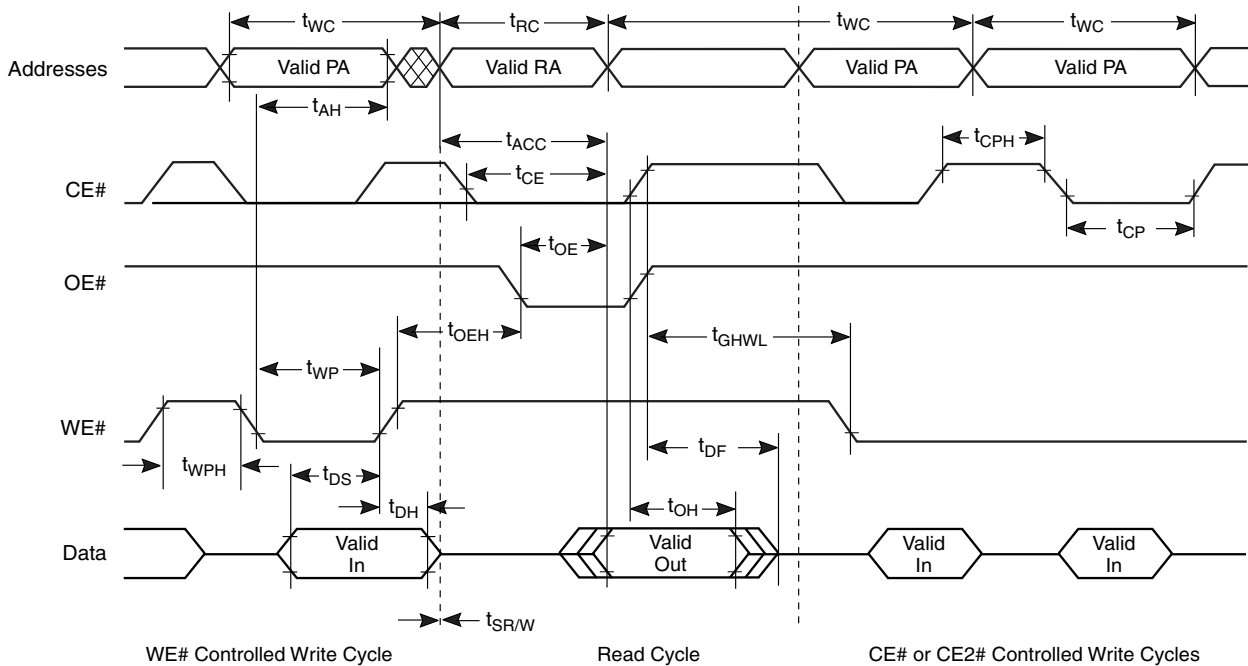 tWC tRC tWC tWC
Addresses Valid PA Valid RA Valid PA Valid PA
tAH
tACC tCPH
CE# tCE
tOE tCP
OE#
tOEH tGHWL
tWP
WE#
tWPH tDS tDF
tDH tOH
Data Valid In Valid Out Valid In Valid In
tSR/W
WE# Controlled Write Cycle Read Cycle CE# or CE2# Controlled Write Cycles